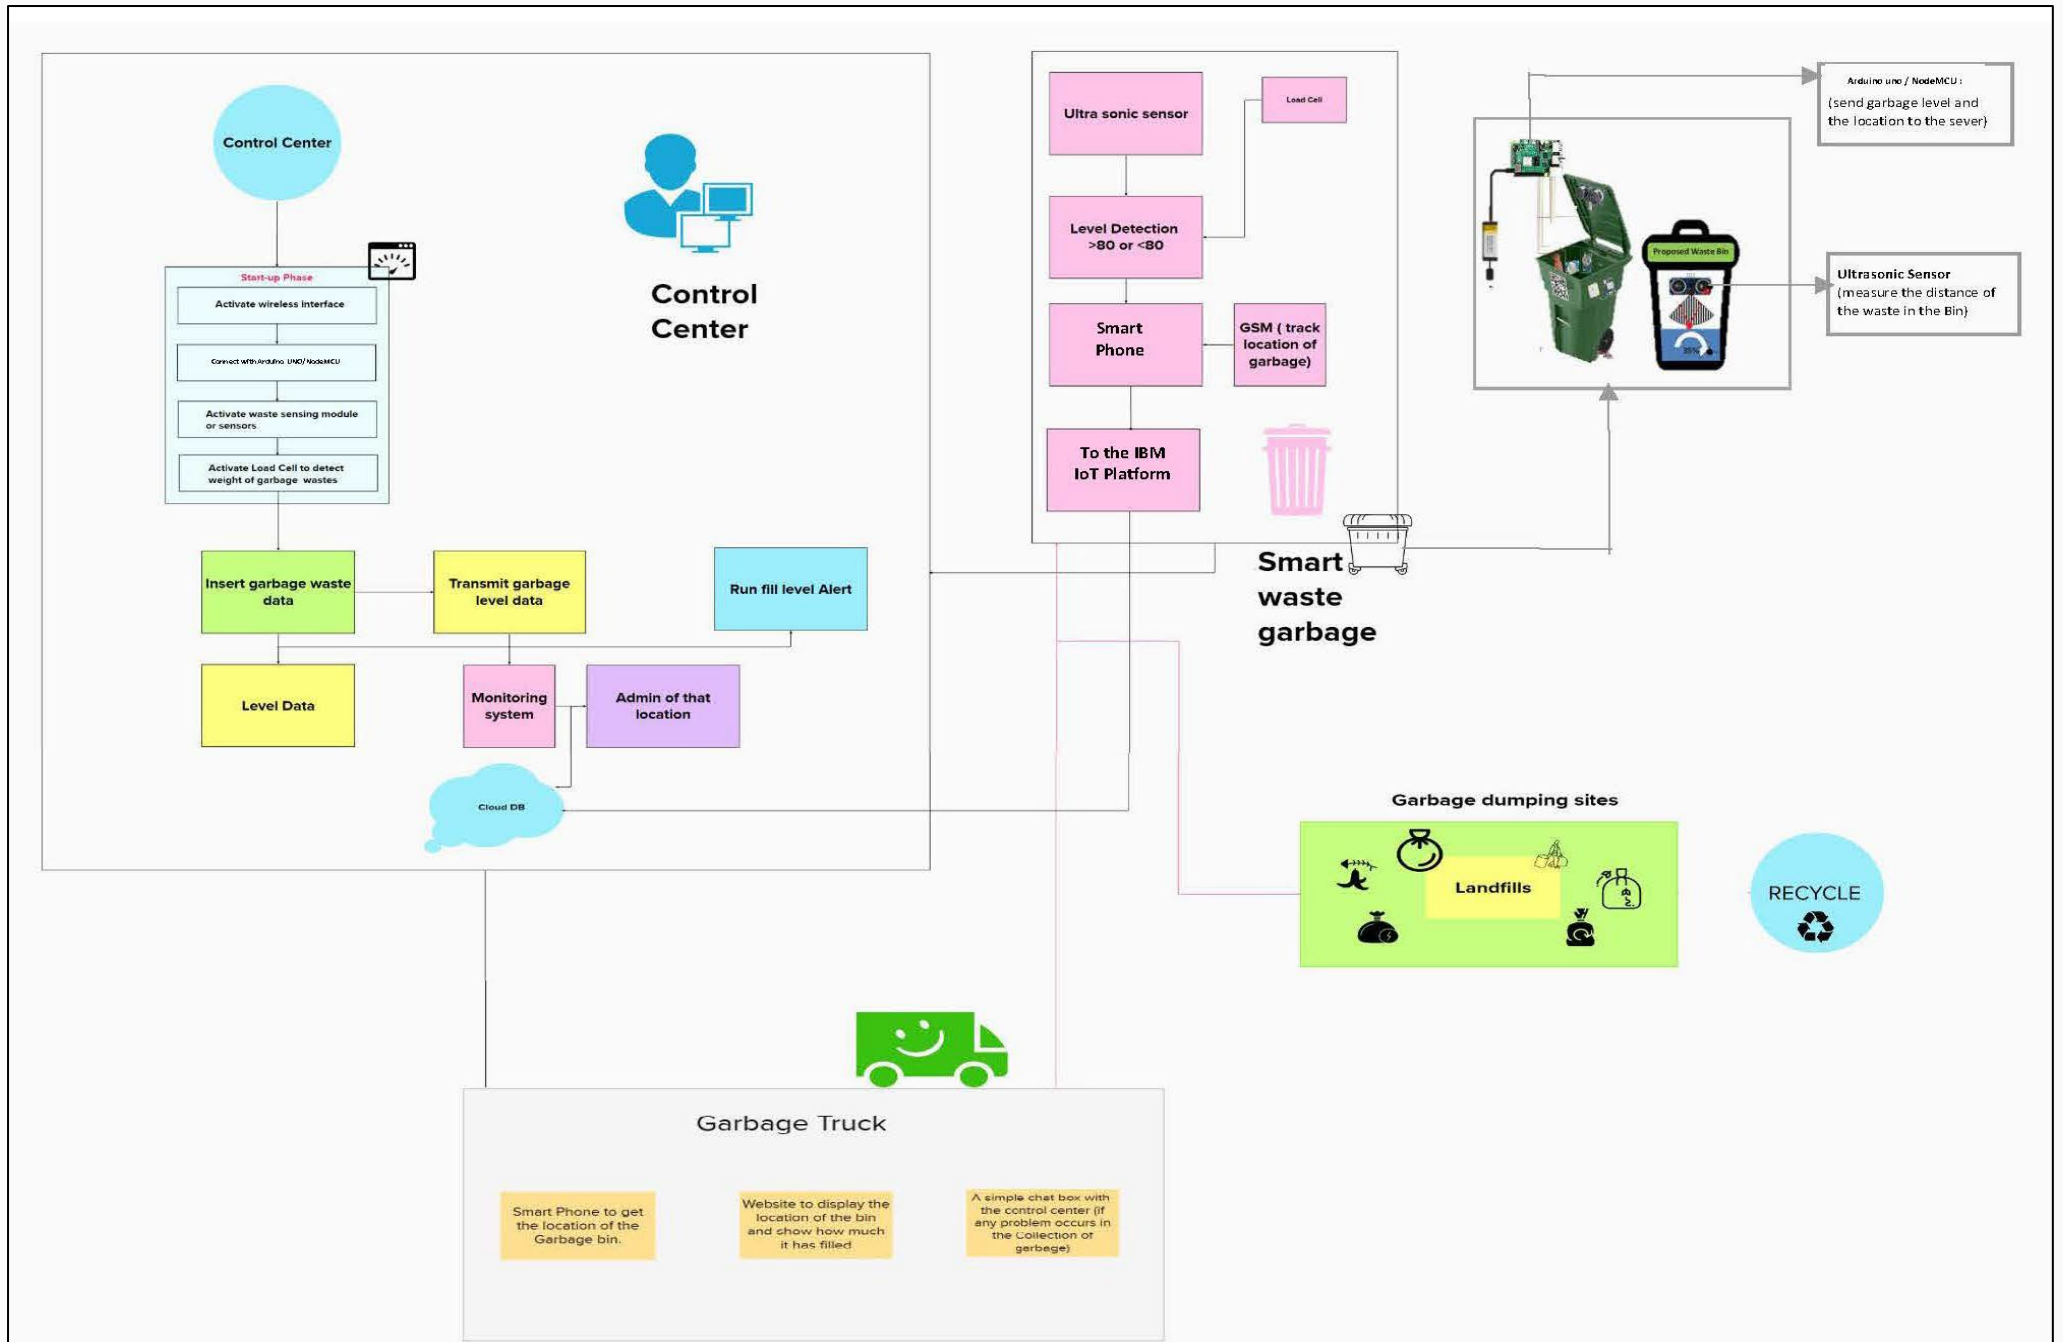 Control Center
Start-up Phase
Activate wireless interface
Connect with Arduino UNO/NodeMCU
Activate waste sensing module
or sensors
Activate Load Cell to detect
weight of garbage wastes
Control
Center
Insert garbage waste
data
Transmit garbage
level data
Run fill level Alert
Level Data
Monitoring
system
Admin of that
location
Cloud DB
Ultra sonic sensor
Load Cell
Level Detection
>80 or <80
Smart
Phone
GSM ( track
location of
garbage)
To the IBM
IoT Platform
Smart
waste
garbage
Arduino uno / NodeMCU :
(send garbage level and
the location to the sever)
Proposed Waste Bin
35%
Ultrasonic Sensor
(measure the distance of
the waste in the Bin)
Garbage dumping sites
Landfills
RECYCLE
Garbage Truck
Smart Phone to get
the location of the
Garbage bin.
Website to display the
location of the bin
and show how much
it has filled
A simple chat box with
the control center (if
any problem occurs in
the Collection of
garbage)